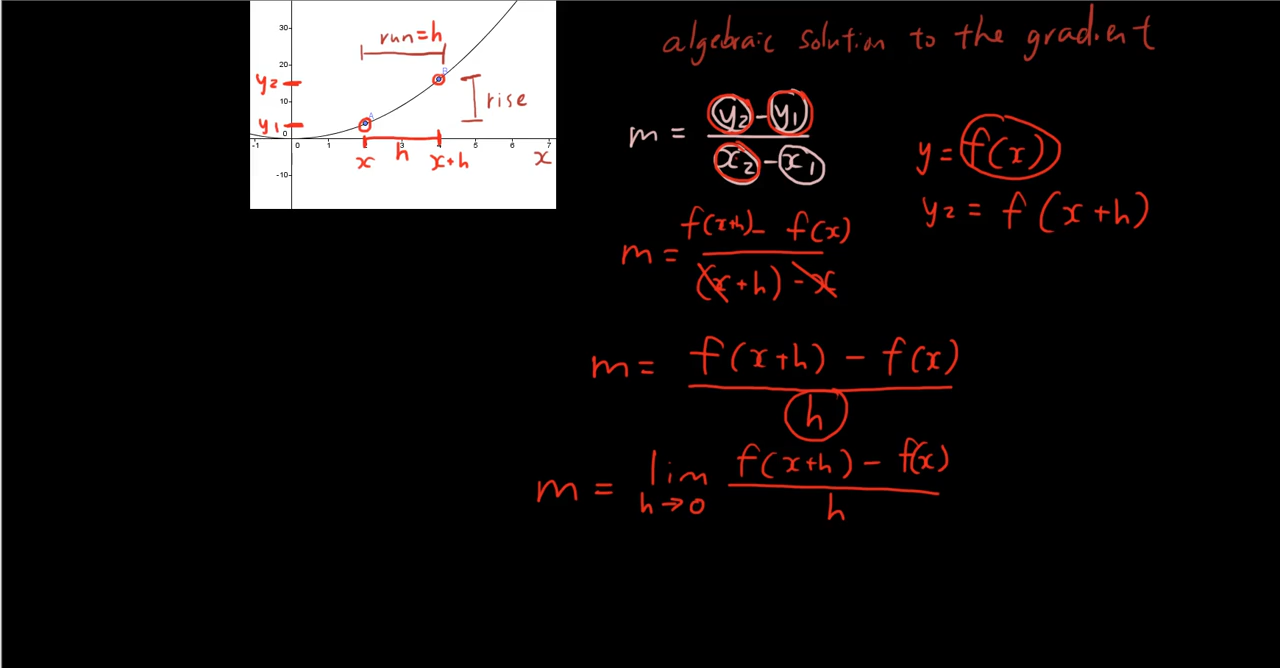 algebraic solution to the gradient
30
run=h
20
y2
B
10
rise
y1
A
0
-1 0 1 2 3 4 5 6 7
x h x+h x
-10
m = y2 - y1 / x2 - x1
y = f(x)
y2 = f(x+h)
m = f(x+h) - f(x) / (x+h) - x
m = f(x+h) - f(x) / h
m = lim h→0 f(x+h) - f(x) / h